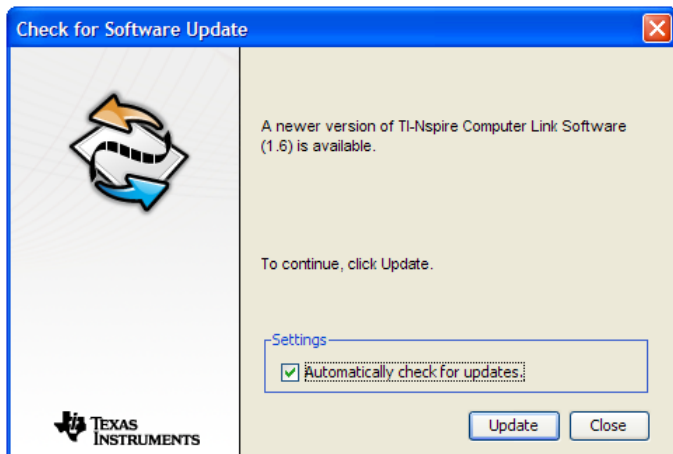 Check for Software Update
A newer version of TI-Nspire Computer Link Software
(1.6) is available.
To continue, click Update.
Settings
Automatically check for updates.
TEXAS
INSTRUMENTS
Update
Close